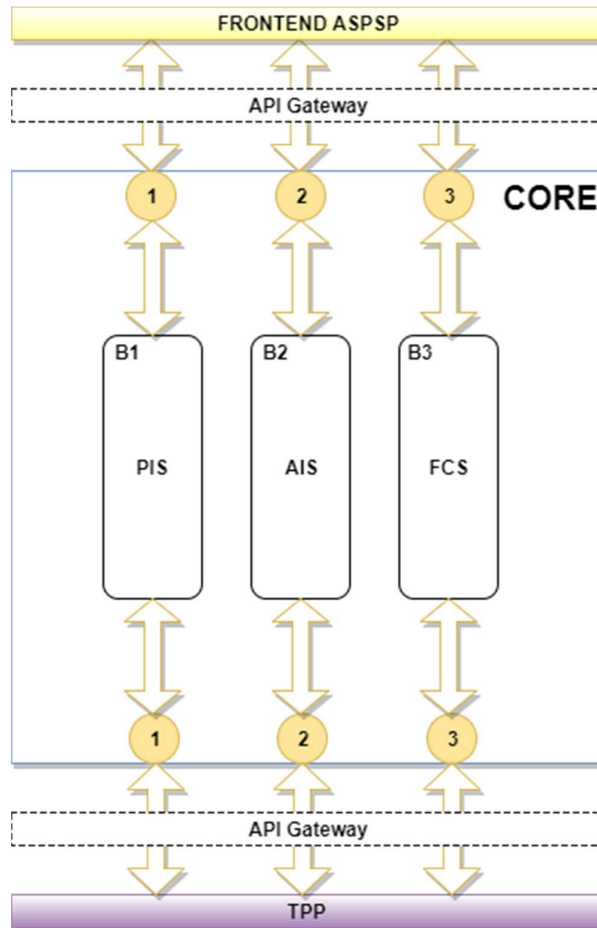 FRONTEND ASPSP
API Gateway
1 2 3
CORE
B1 B2 B3
PIS AIS FCS
1 2 3
API Gateway
TPP